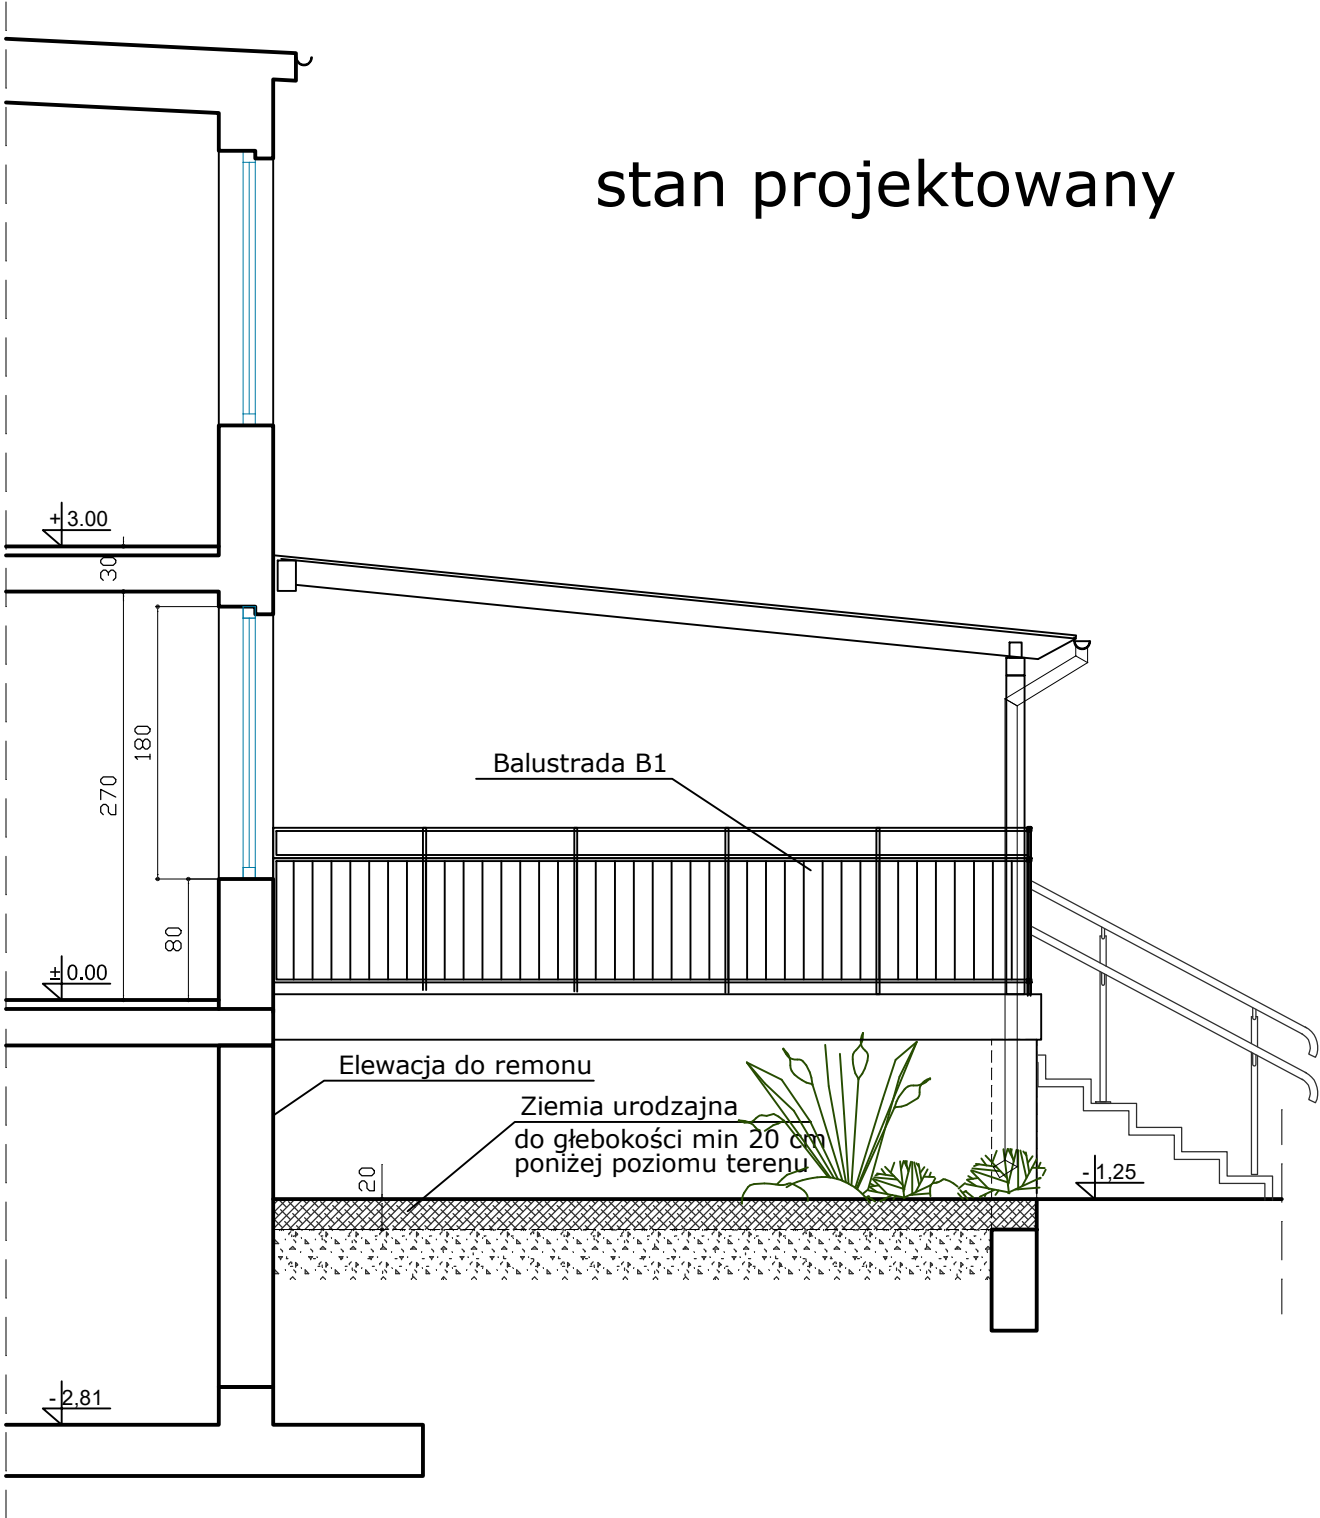 stan projektowany
+3.00
30
180
270
Balustrada B1
80
±0.00
Elewacja do remonu
Ziemia urodzajna
do głebokości min 20 cm
poniżej poziomu terenu
20
-1,25
-2,81